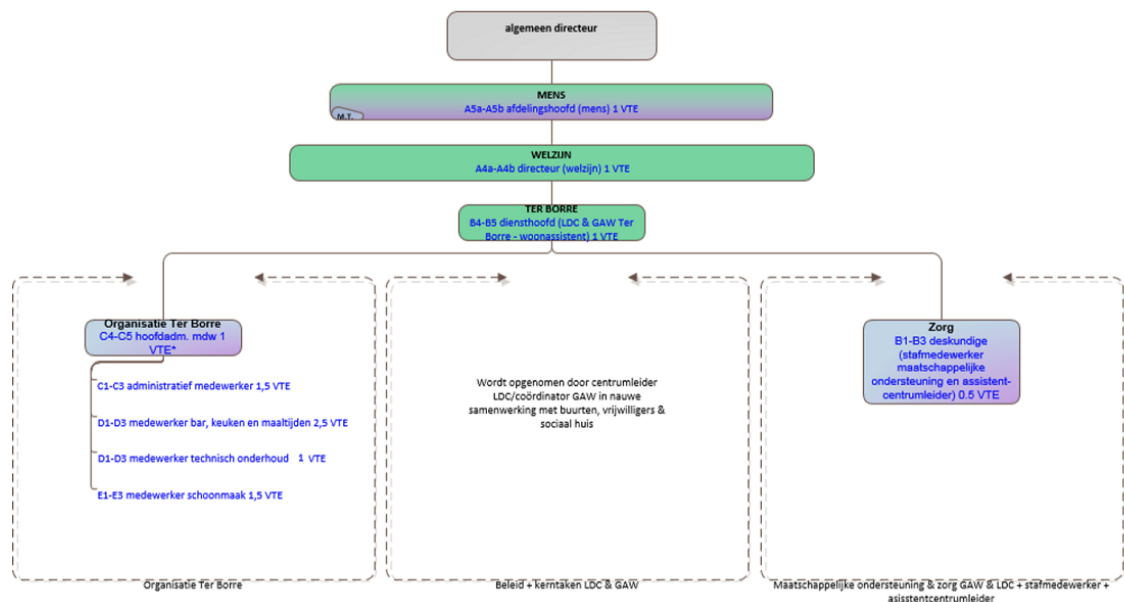 algemeen directeur
MENS
A5a-A5b afdelingshoofd (mens) 1 VTE
M.T.
WELZIJN
A4a-A4b directeur (welzijn) 1 VTE
TER BORRE
B4-B5 diensthoofd (LDC & GAW Ter
Borre - woonassistent) 1 VTE
Organisatie Ter Borre
C4-C5 hoofdadm. mdw 1
VTE*
C1-C3 administratief medewerker 1,5 VTE
D1-D3 medewerker bar, keuken en maaltijden 2,5 VTE
D1-D3 medewerker technisch onderhoud 1 VTE
E1-E3 medewerker schoonmaak 1,5 VTE
Organisatie Ter Borre
Wordt opgenomen door centrumleider
LDC/coördinator GAW in nauwe
samenwerking met buurten, vrijwilligers &
sociaal huis
Beleid + kerntaken LDC & GAW
Zorg
B1-B3 deskundige
(stafmedewerker
maatschappelijke
ondersteuning en assistent-
centrumleider) 0.5 VTE
Maatschappelijke ondersteuning & zorg GAW & LDC + stafmedewerker +
asisstentcentrumleider